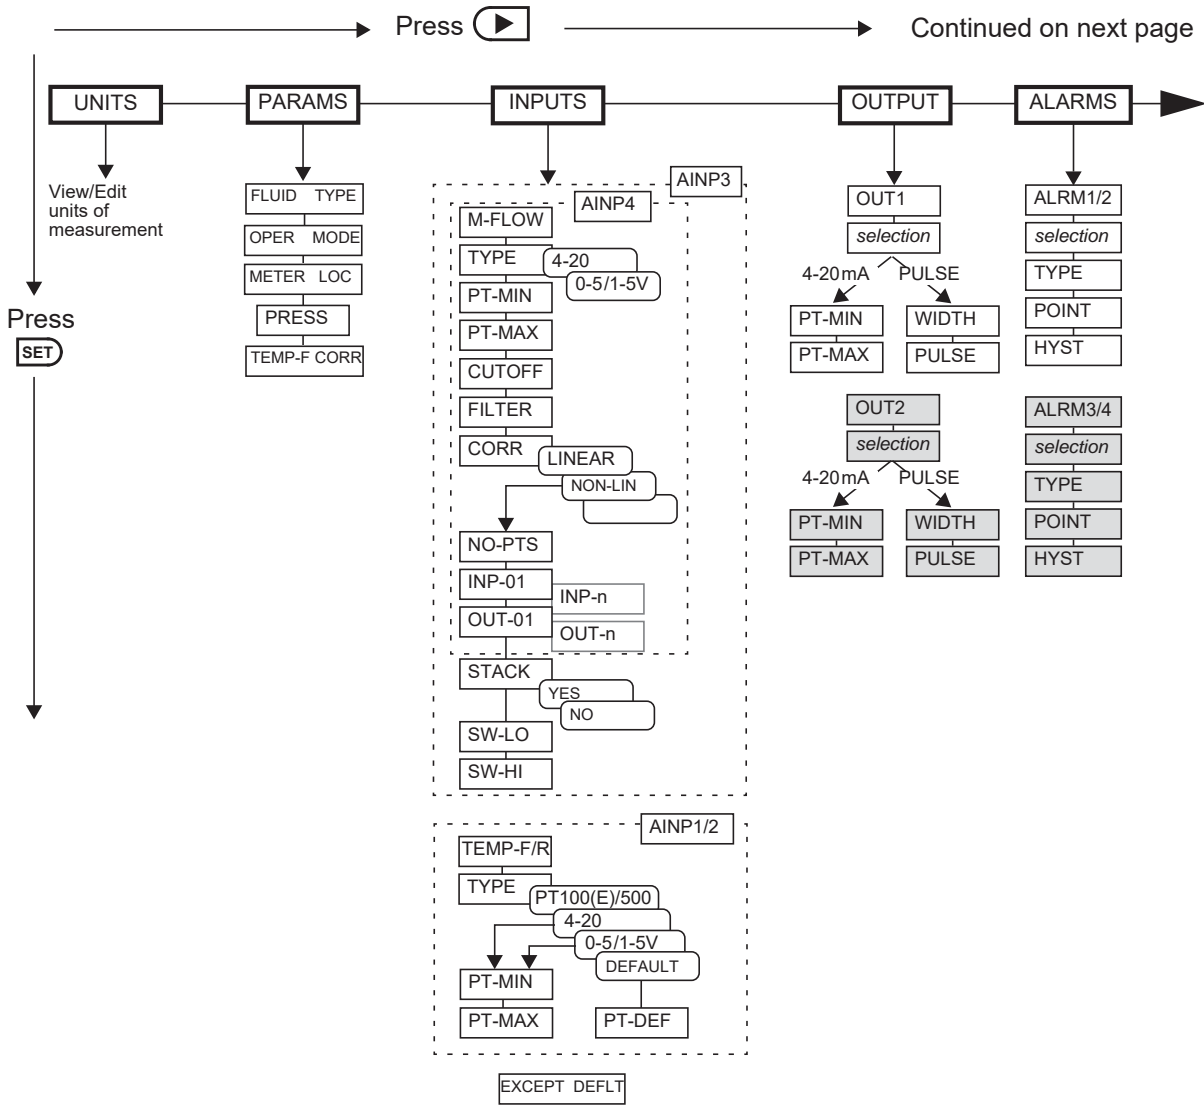 Press
Continued on next page
UNITS
PARAMS
INPUTS
OUTPUT
ALARMS
View/Edit
units of
measurement
Press
SET
FLUID TYPE
OPER MODE
METER LOC
PRESS
TEMP-F CORR
AINP3
AINP4
M-FLOW
TYPE
4-20
0-5/1-5V
PT-MIN
PT-MAX
CUTOFF
FILTER
CORR
LINEAR
NON-LIN
NO-PTS
INP-01
INP-n
OUT-01
OUT-n
STACK
YES
NO
SW-LO
SW-HI
AINP1/2
TEMP-F/R
TYPE
PT100(E)/500
4-20
0-5/1-5V
DEFAULT
PT-MIN
PT-MAX
PT-DEF
EXCEPT DEFLT
OUT1
selection
4-20mA
PULSE
PT-MIN
WIDTH
PT-MAX
PULSE
OUT2
selection
4-20mA
PULSE
PT-MIN
WIDTH
PT-MAX
PULSE
ALRM1/2
selection
TYPE
POINT
HYST
ALRM3/4
selection
TYPE
POINT
HYST